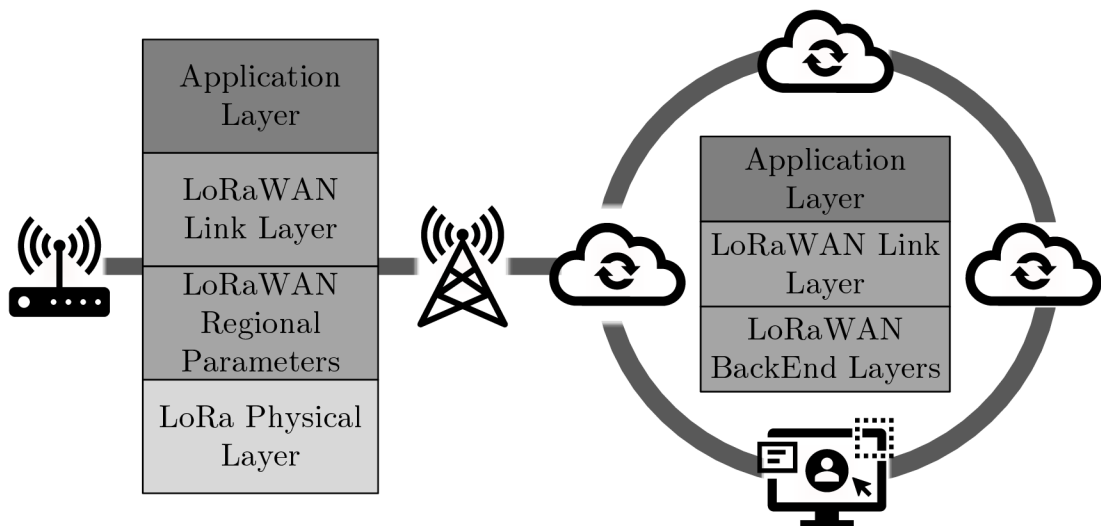 Application
Layer
LoRaWAN
Link Layer
LoRaWAN
Regional
Parameters
LoRa Physical
Layer
Application
Layer
LoRaWAN Link
Layer
LoRaWAN
BackEnd Layers